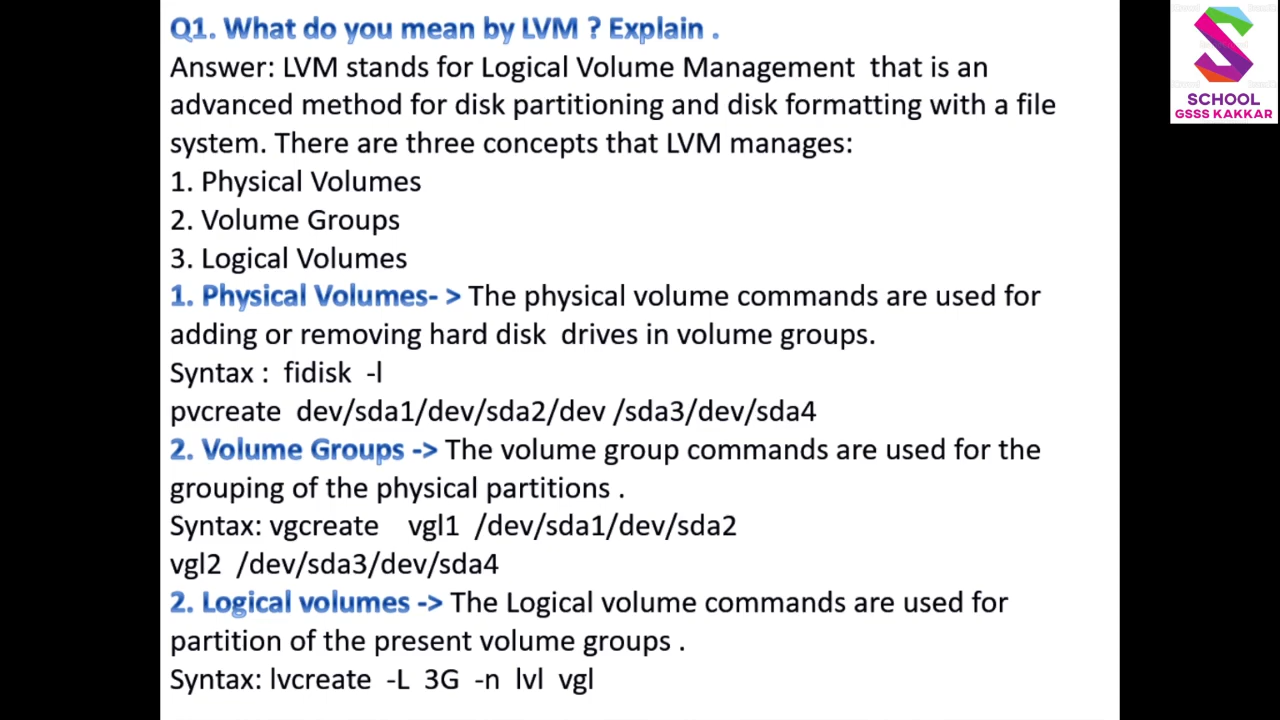 Q1. What do you mean by LVM ? Explain .
Answer: LVM stands for Logical Volume Management  that is an
advanced method for disk partitioning and disk formatting with a file
system. There are three concepts that LVM manages:
1. Physical Volumes
2. Volume Groups
3. Logical Volumes
1. Physical Volumes- > The physical volume commands are used for
adding or removing hard disk  drives in volume groups.
Syntax :  fidisk  -l
pvcreate  dev/sda1/dev/sda2/dev /sda3/dev/sda4
2. Volume Groups -> The volume group commands are used for the
grouping of the physical partitions .
Syntax: vgcreate    vgl1  /dev/sda1/dev/sda2
vgl2  /dev/sda3/dev/sda4
2. Logical volumes -> The Logical volume commands are used for
partition of the present volume groups .
Syntax: lvcreate  -L  3G  -n  lvl  vgl
SCHOOL
GSSS KAKKAR